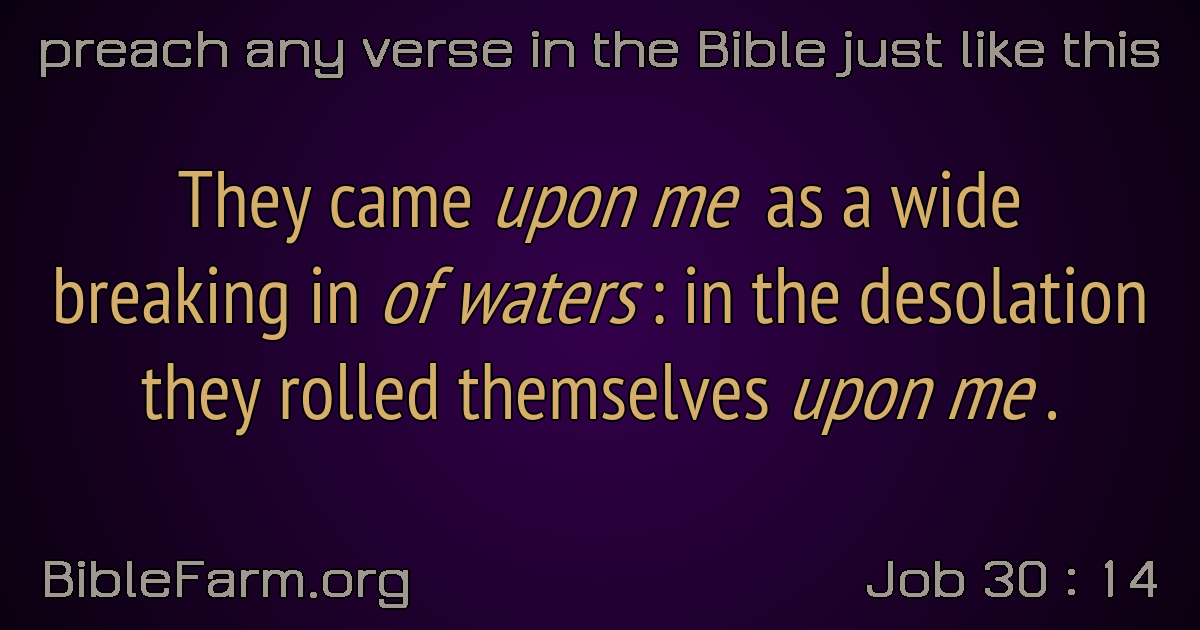 preach any verse in the Bible just like this
They came upon me as a wide
breaking in of waters : in the desolation
they rolled themselves upon me .
BibleFarm.org
Job 30 : 14